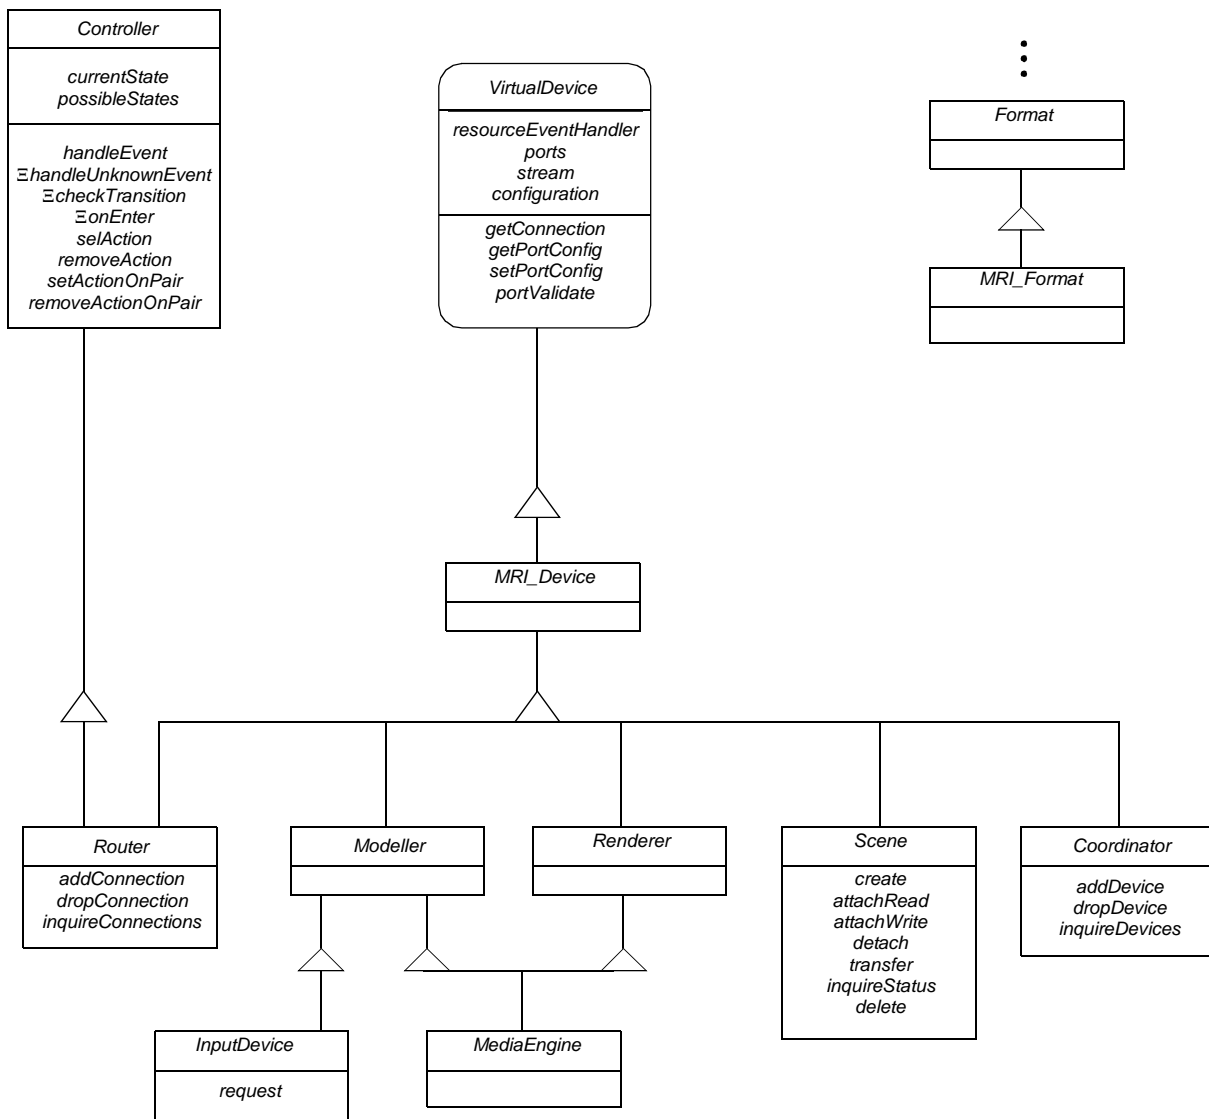 Controller
currentState
possibleStates
handleEvent
ΞhandleUnknownEvent
ΞcheckTransition
ΞonEnter
selAction
removeAction
setActionOnPair
removeActionOnPair
VirtualDevice
resourceEventHandler
ports
stream
configuration
getConnection
getPortConfig
setPortConfig
portValidate
Format
MRI_Format
MRI_Device
Router
addConnection
dropConnection
inquireConnections
Modeller
Renderer
Scene
create
attachRead
attachWrite
detach
transfer
inquireStatus
delete
Coordinator
addDevice
dropDevice
inquireDevices
InputDevice
request
MediaEngine